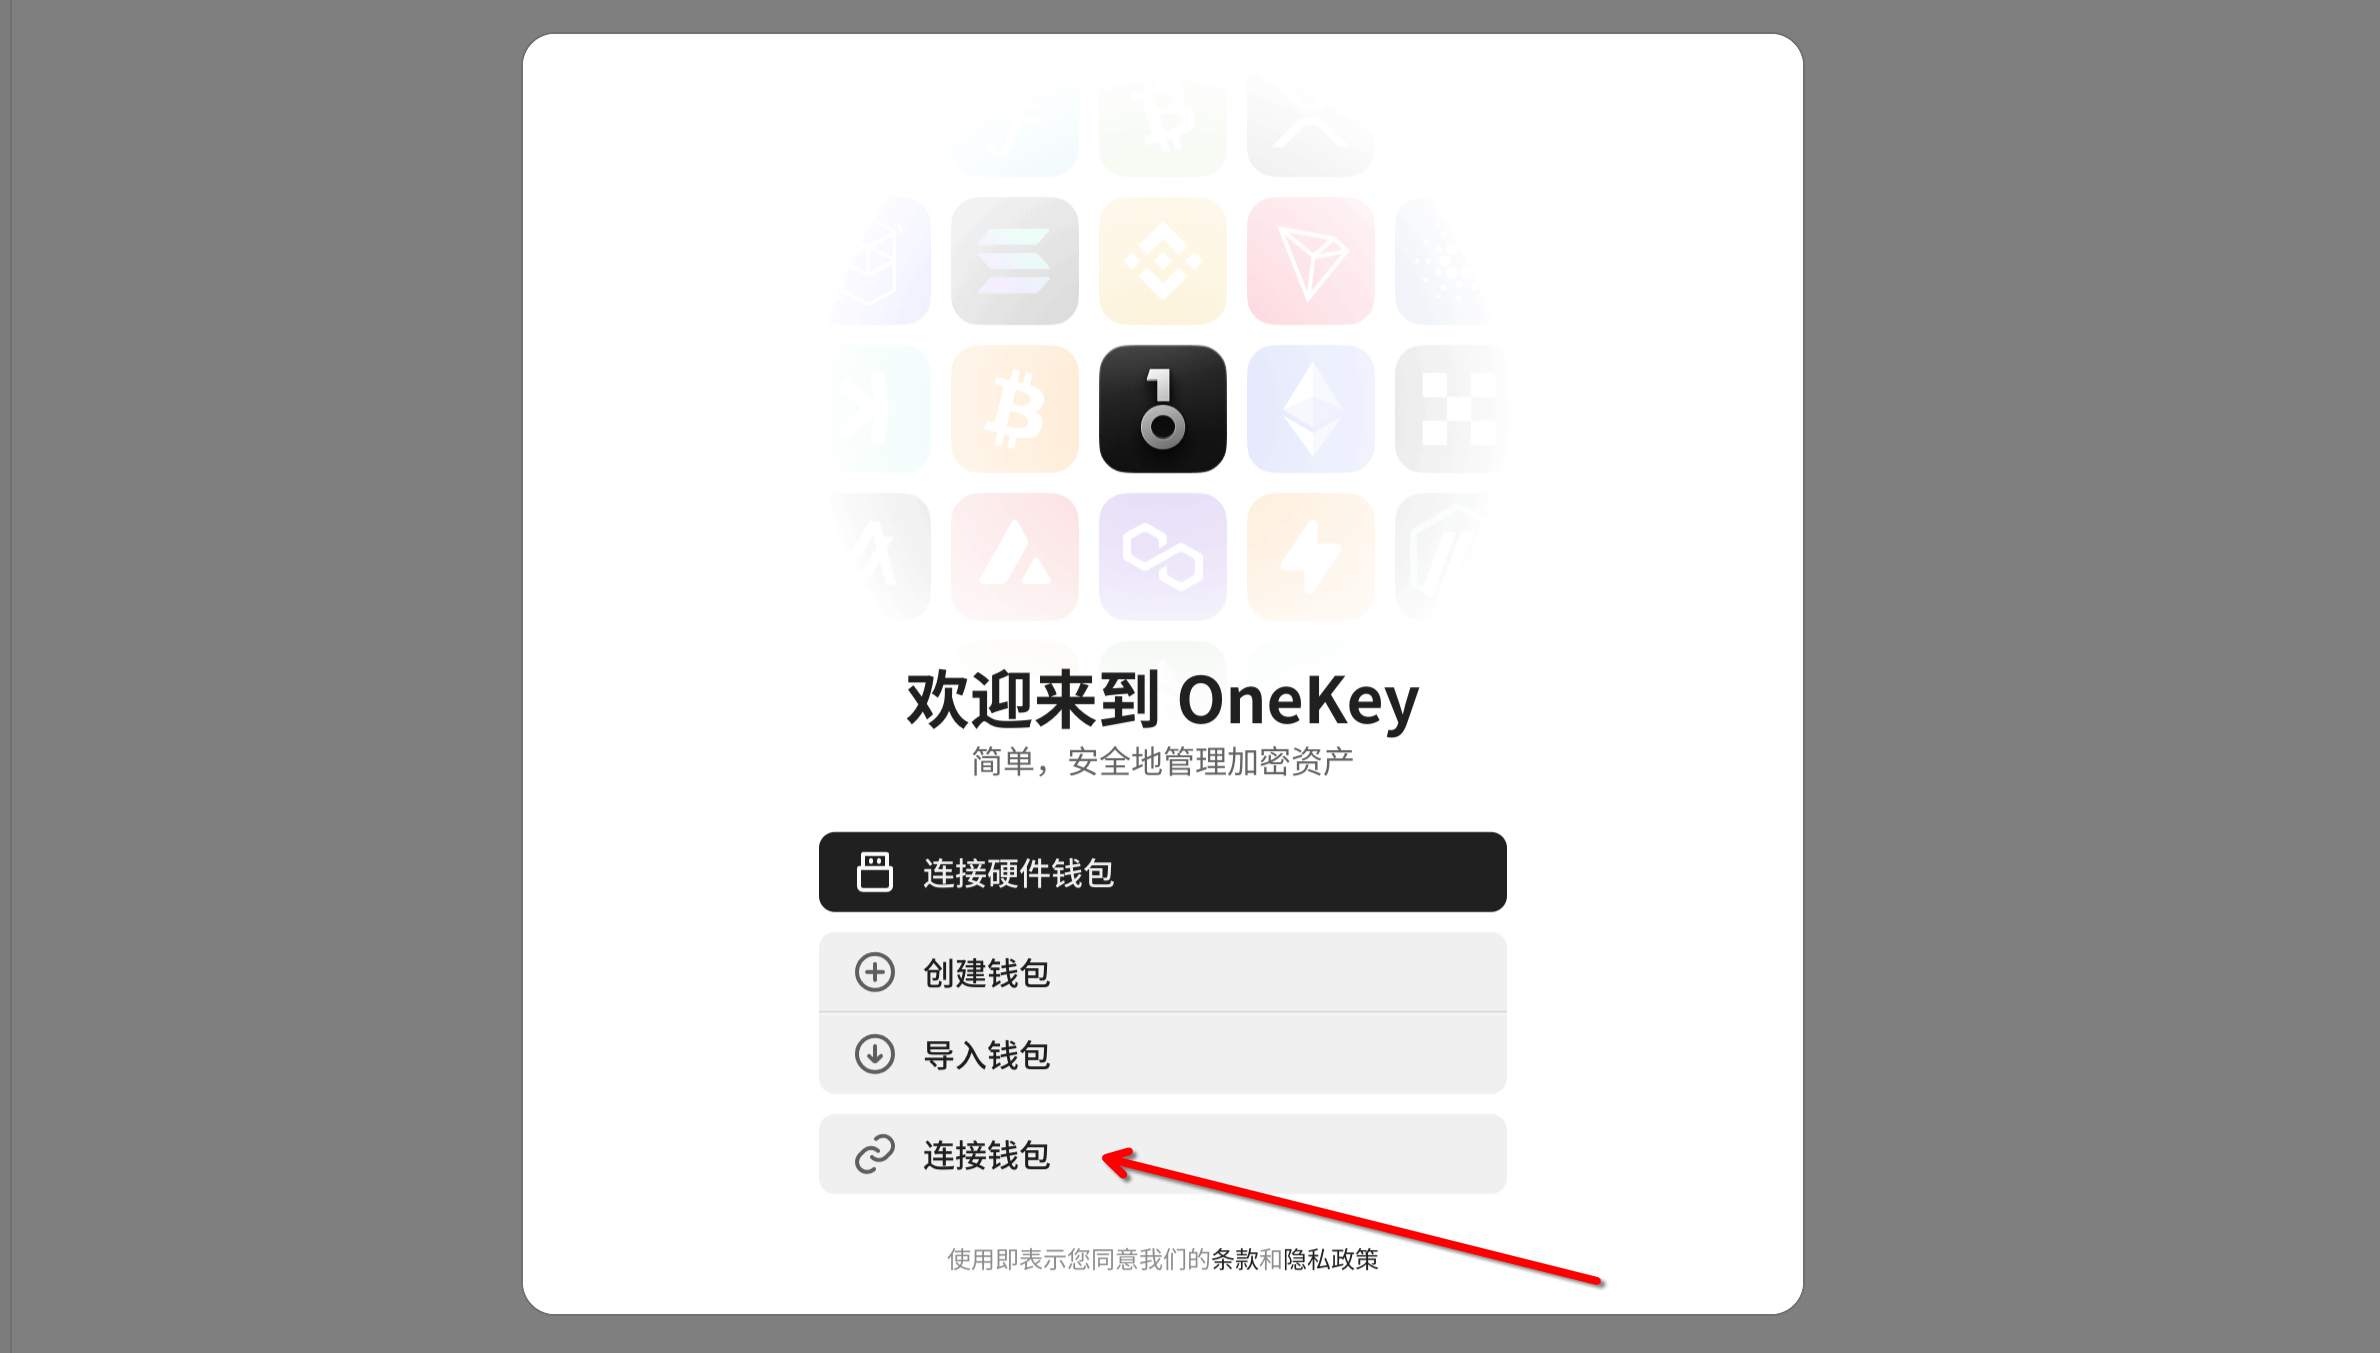 欢迎来到 OneKey
简单，安全地管理加密资产
连接硬件钱包
创建钱包
导入钱包
连接钱包
使用即表示您同意我们的条款和隐私政策